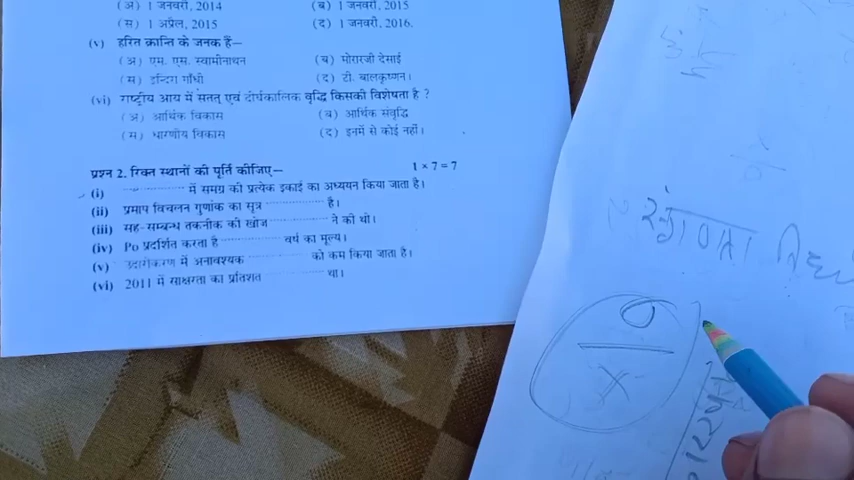 (अ) 1 जनवरी, 2014 (ब) 1 जनवरी, 2015
(स) 1 अप्रैल, 2015 (द) 1 जनवरी, 2016.
(v) हरित क्रान्ति के जनक हैं—
(अ) एम. एस. स्वामीनाथन (ब) मोरारजी देसाई
(स) इन्दिरा गाँधी (द) टी. बालकृष्णन।
(vi) राष्ट्रीय आय में सतत् एवं दीर्घकालिक वृद्धि किसकी विशेषता है ?
(अ) आर्थिक विकास (ब) आर्थिक संवृद्धि
(स) धारणीय विकास (द) इनमें से कोई नहीं।
प्रश्न 2. रिक्त स्थानों की पूर्ति कीजिए— 1 × 7 = 7
(i) ............... में समग्र की प्रत्येक इकाई का अध्ययन किया जाता है।
(ii) प्रमाप विचलन गुणांक का सूत्र ............... है।
(iii) सह-सम्बन्ध तकनीक की खोज ............... ने की थी।
(iv) Po प्रदर्शित करता है ............... वर्ष का मूल्य।
(v) उदारीकरण में अनावश्यक ............... को कम किया जाता है।
(vi) 2011 में साक्षरता का प्रतिशत ............... था।
σ
x